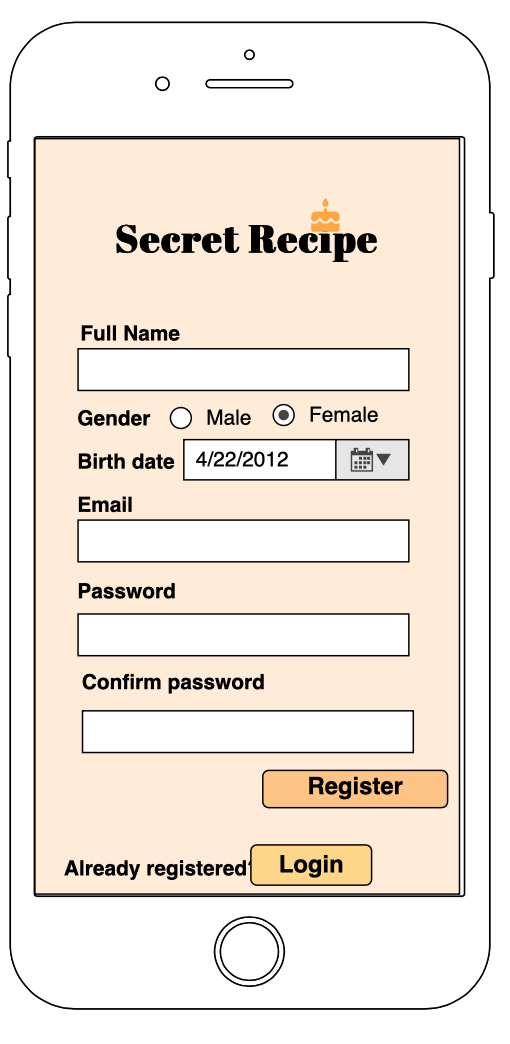 Secret Recipe
Full Name
Gender Male Female
Birth date 4/22/2012
Email
Password
Confirm password
Register
Already registered? Login